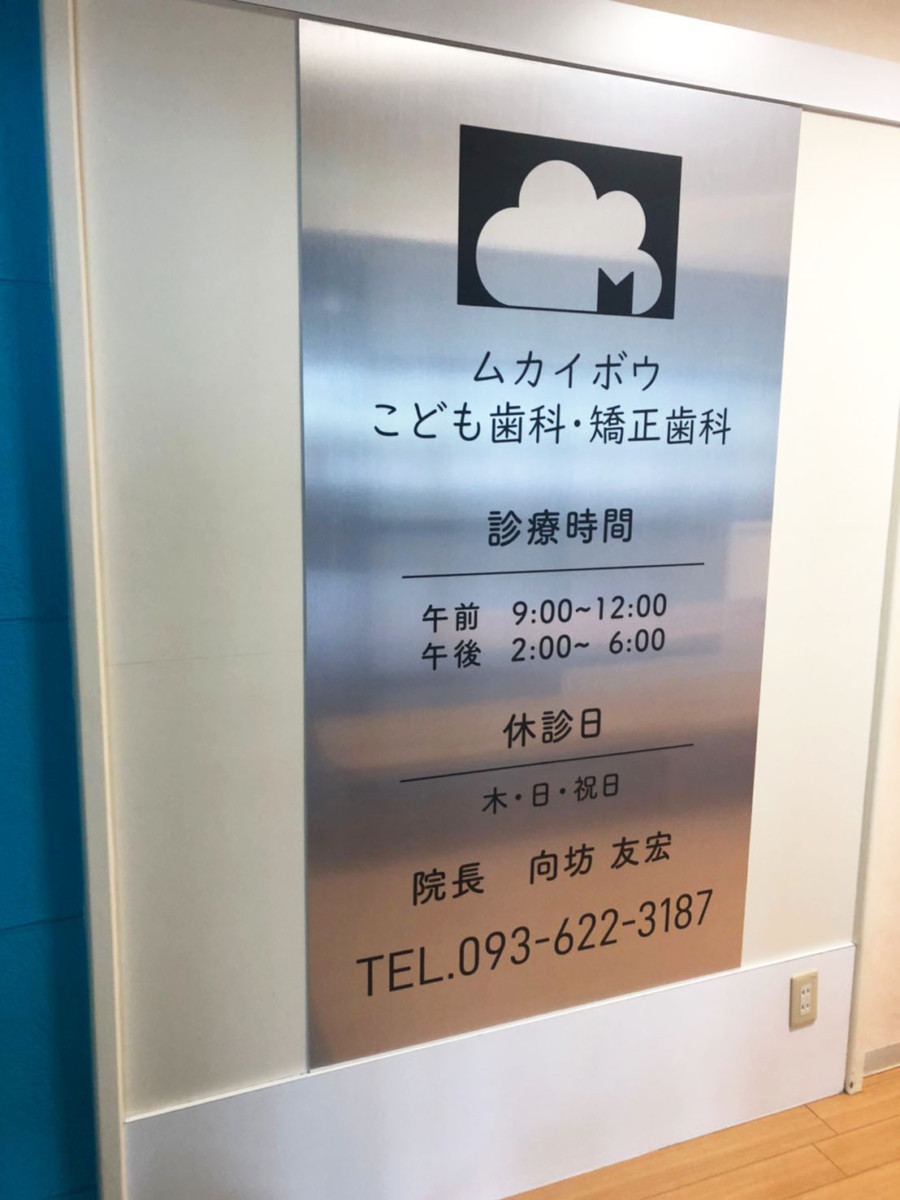 M
ムカイボウ
こども歯科・矯正歯科
診療時間
午前 9:00~12:00
午後 2:00~ 6:00
休診日
木・日・祝日
院長 向坊 友宏
TEL.093-622-3187